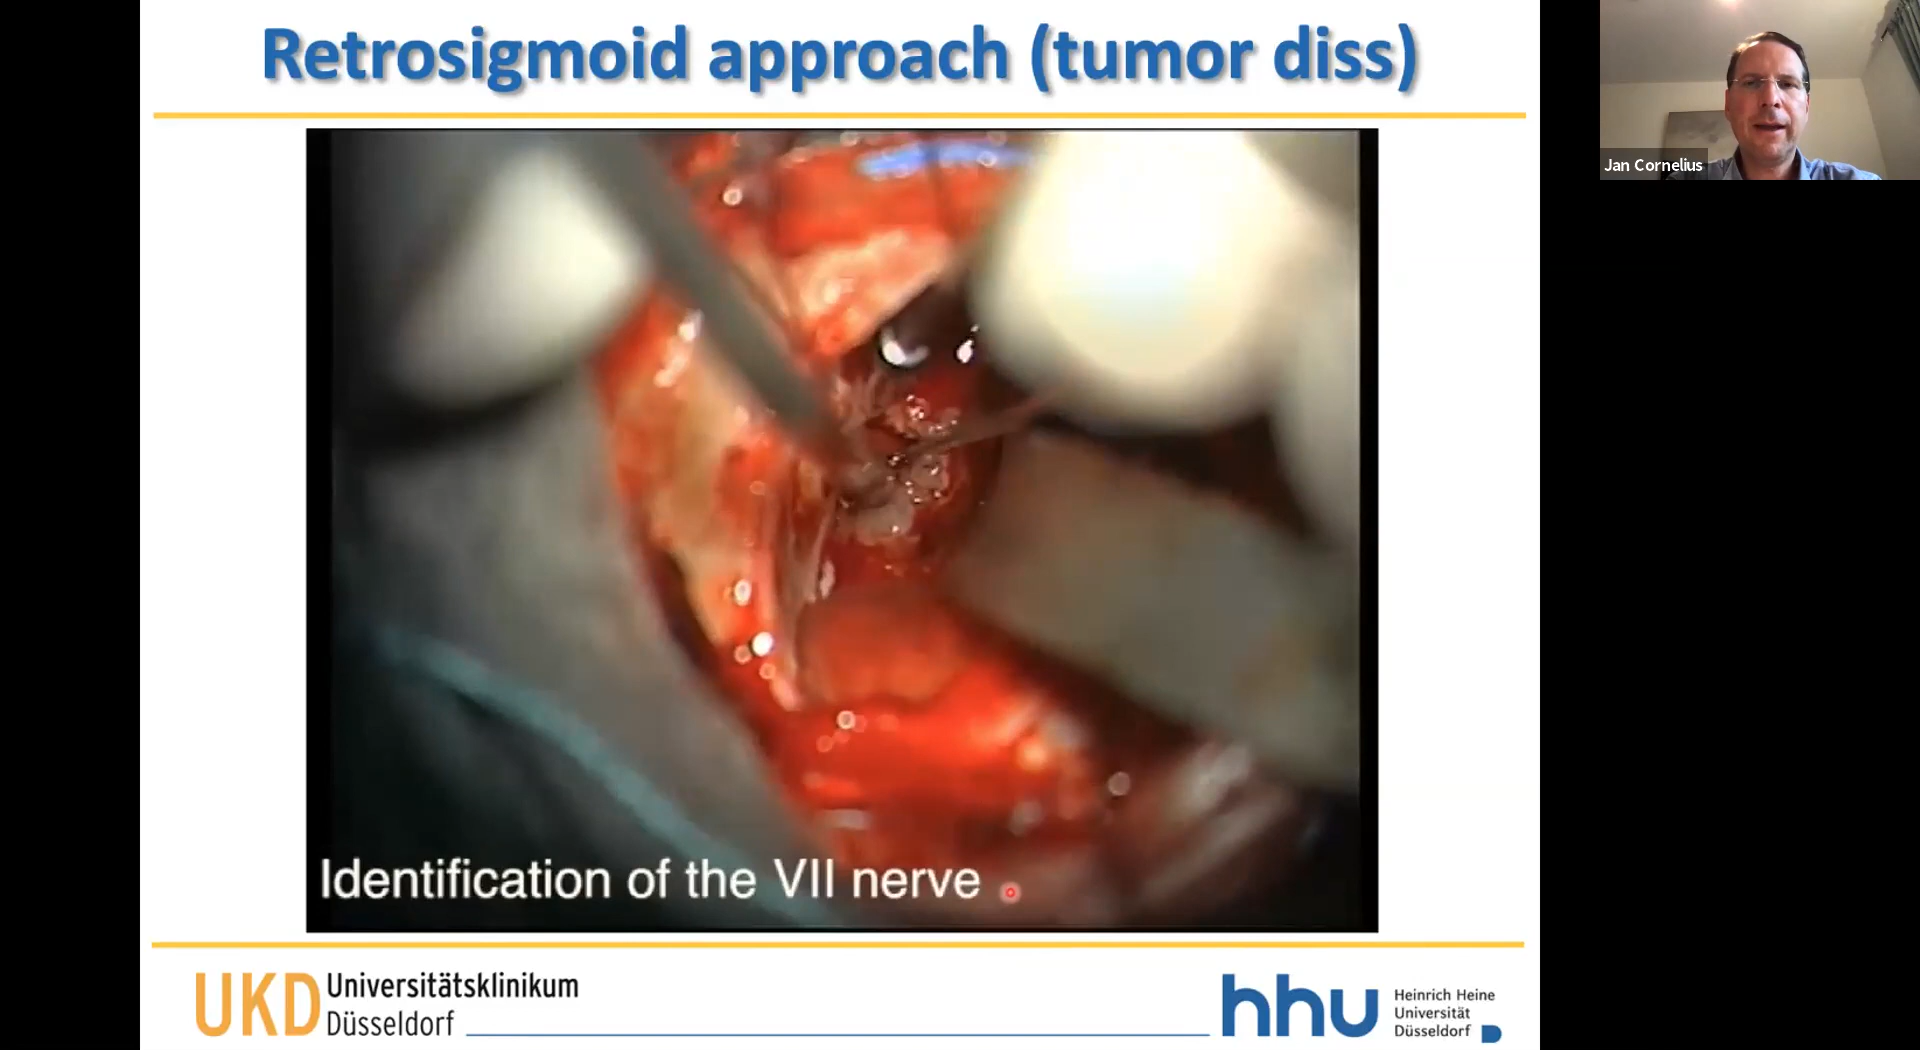 Retrosigmoid approach (tumor diss)
Jan Cornelius
Identification of the VII nerve
UKD Universitätsklinikum
Düsseldorf
hhu Heinrich Heine
Universität
Düsseldorf